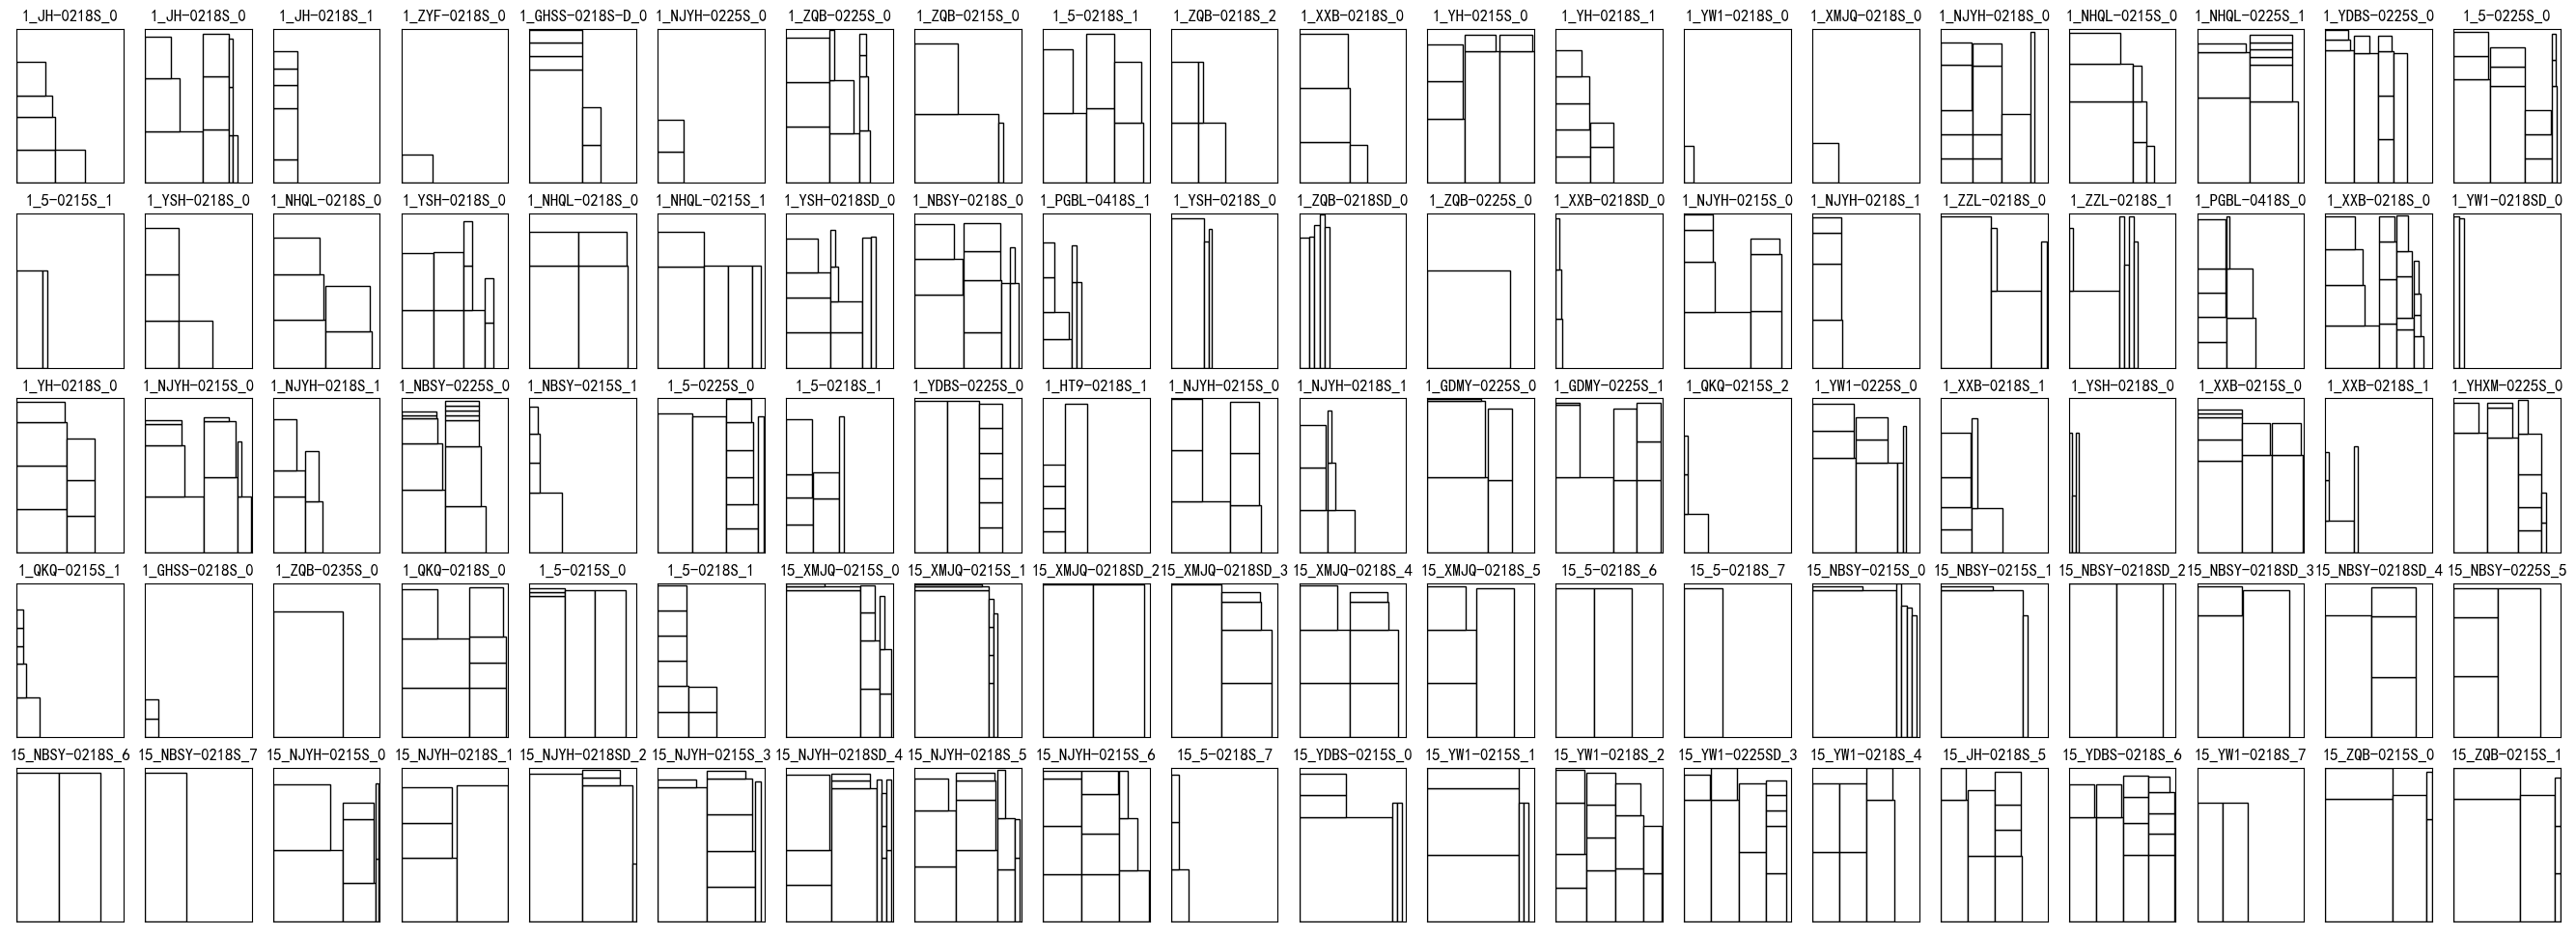 1_JH-0218S_0 1_JH-0218S_0 1_JH-0218S_1 1_ZYF-0218S_0 1_GHSS-0218S-D_0 1_NJYH-0225S_0 1_ZQB-0225S_0 1_ZQB-0215S_0 1_5-0218S_1 1_ZQB-0218S_2 1_XXB-0218S_0 1_YH-0215S_0 1_YH-0218S_1 1_YW1-0218S_0 1_XMJQ-0218S_0 1_NJYH-0218S_0 1_NHQL-0215S_0 1_NHQL-0225S_1 1_YDBS-0225S_0 1_5-0225S_0
1_5-0215S_1 1_YSH-0218S_0 1_NHQL-0218S_0 1_YSH-0218S_0 1_NHQL-0218S_0 1_NHQL-0215S_1 1_YSH-0218SD_0 1_NBSY-0218S_0 1_PGBL-0418S_1 1_YSH-0218S_0 1_ZQB-0218SD_0 1_ZQB-0225S_0 1_XXB-0218SD_0 1_NJYH-0215S_0 1_NJYH-0218S_1 1_ZZL-0218S_0 1_ZZL-0218S_1 1_PGBL-0418S_0 1_XXB-0218S_0 1_YW1-0218SD_0
1_YH-0218S_0 1_NJYH-0215S_0 1_NJYH-0218S_1 1_NBSY-0225S_0 1_NBSY-0215S_1 1_5-0225S_0 1_5-0218S_1 1_YDBS-0225S_0 1_HT9-0218S_1 1_NJYH-0215S_0 1_NJYH-0218S_1 1_GDMY-0225S_0 1_GDMY-0225S_1 1_QKQ-0215S_2 1_YW1-0225S_0 1_XXB-0218S_1 1_YSH-0218S_0 1_XXB-0215S_0 1_XXB-0218S_1 1_YHXM-0225S_0
1_QKQ-0215S_1 1_GHSS-0218S_0 1_ZQB-0235S_0 1_QKQ-0218S_0 1_5-0215S_0 1_5-0218S_1 15_XMJQ-0215S_0 15_XMJQ-0215S_1 15_XMJQ-0218SD_2 15_XMJQ-0218SD_3 15_XMJQ-0218S_4 15_XMJQ-0218S_5 15_5-0218S_6 15_5-0218S_7 15_NBSY-0215S_0 15_NBSY-0215S_1 15_NBSY-0218SD_2 15_NBSY-0218SD_3 15_NBSY-0218SD_4 15_NBSY-0225S_5
15_NBSY-0218S_6 15_NBSY-0218S_7 15_NJYH-0215S_0 15_NJYH-0218S_1 15_NJYH-0218SD_2 15_NJYH-0215S_3 15_NJYH-0218SD_4 15_NJYH-0218S_5 15_NJYH-0215S_6 15_5-0218S_7 15_YDBS-0215S_0 15_YW1-0215S_1 15_YW1-0218S_2 15_YW1-0225SD_3 15_YW1-0218S_4 15_JH-0218S_5 15_YDBS-0218S_6 15_YW1-0218S_7 15_ZQB-0215S_0 15_ZQB-0215S_1